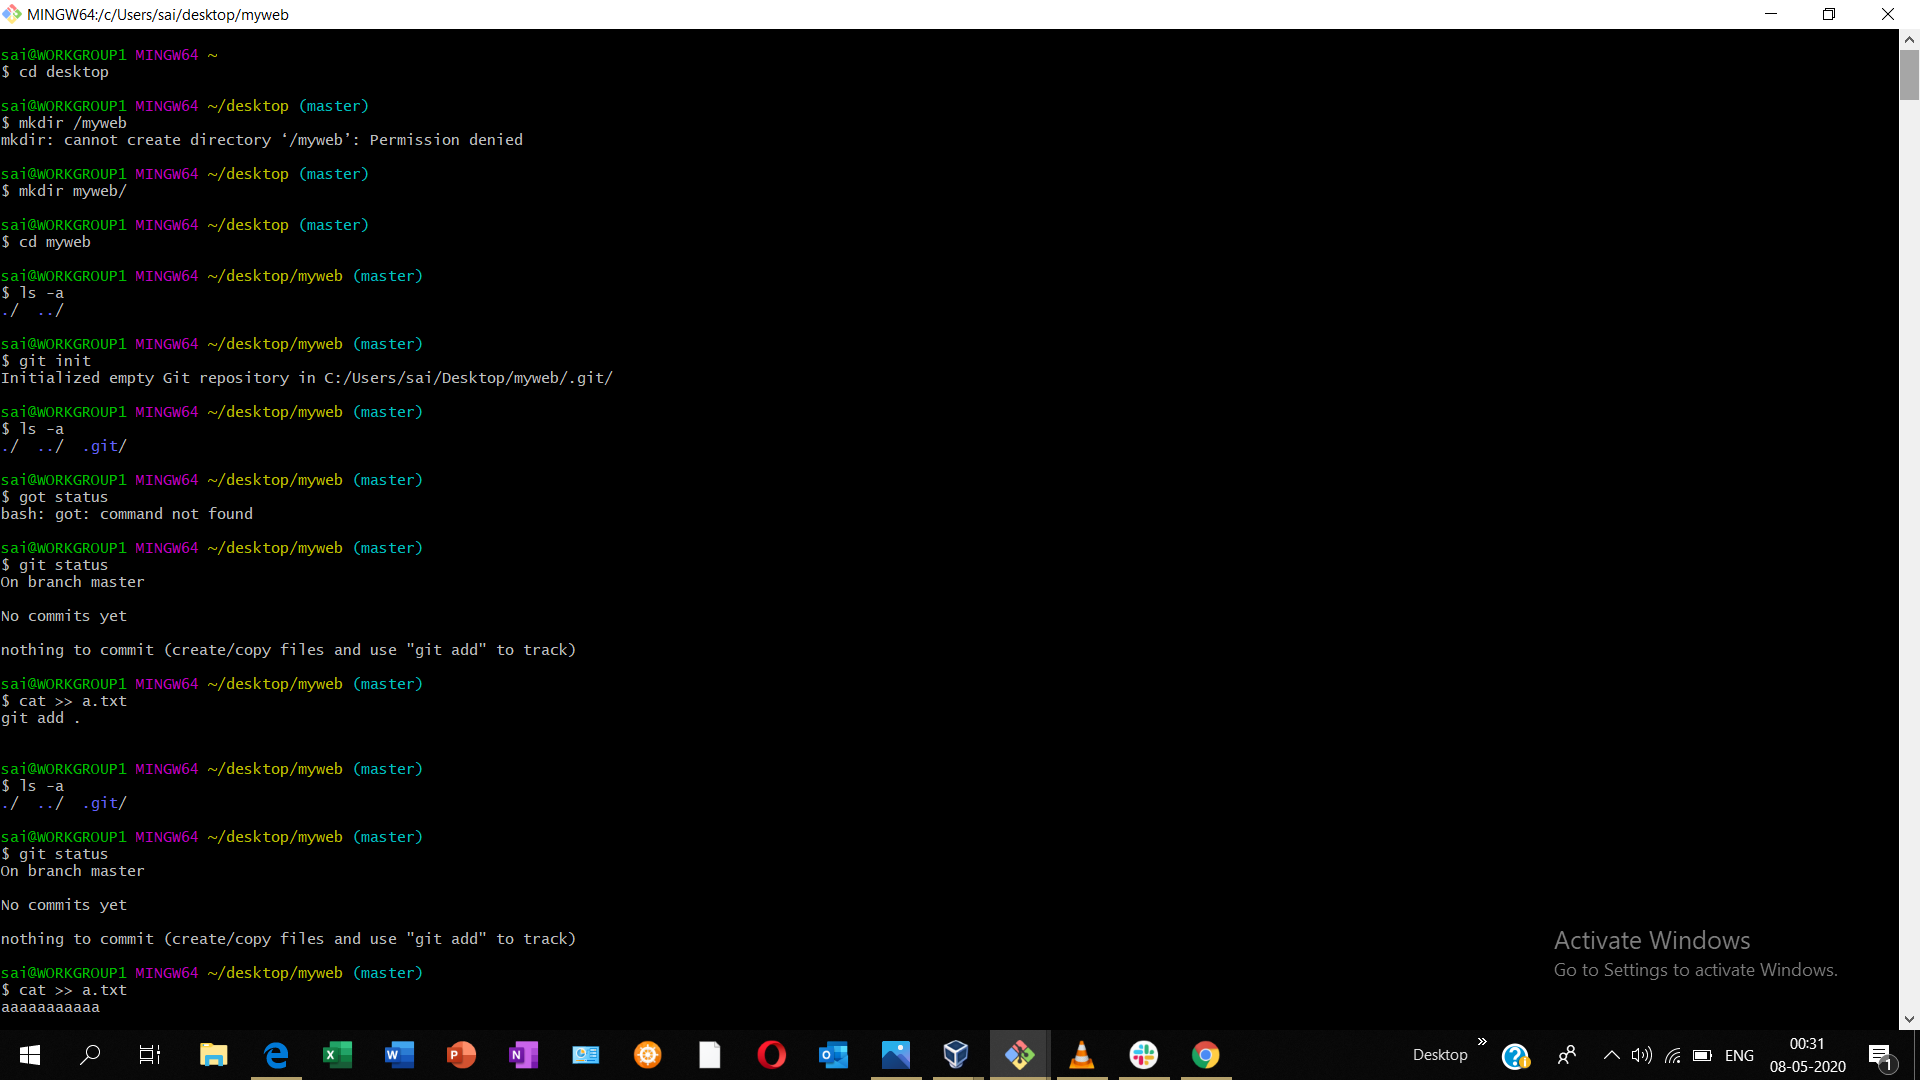 MINGW64:/c/Users/sai/desktop/myweb
sai@WORKGROUP1 MINGW64 ~
$ cd desktop
sai@WORKGROUP1 MINGW64 ~/desktop (master)
$ mkdir /myweb
mkdir: cannot create directory ‘/myweb’: Permission denied
sai@WORKGROUP1 MINGW64 ~/desktop (master)
$ mkdir myweb/
sai@WORKGROUP1 MINGW64 ~/desktop (master)
$ cd myweb
sai@WORKGROUP1 MINGW64 ~/desktop/myweb (master)
$ ls -a
./  ../
sai@WORKGROUP1 MINGW64 ~/desktop/myweb (master)
$ git init
Initialized empty Git repository in C:/Users/sai/Desktop/myweb/.git/
sai@WORKGROUP1 MINGW64 ~/desktop/myweb (master)
$ ls -a
./  ../  .git/
sai@WORKGROUP1 MINGW64 ~/desktop/myweb (master)
$ got status
bash: got: command not found
sai@WORKGROUP1 MINGW64 ~/desktop/myweb (master)
$ git status
On branch master
No commits yet
nothing to commit (create/copy files and use "git add" to track)
sai@WORKGROUP1 MINGW64 ~/desktop/myweb (master)
$ cat >> a.txt
git add .
sai@WORKGROUP1 MINGW64 ~/desktop/myweb (master)
$ ls -a
./  ../  .git/
sai@WORKGROUP1 MINGW64 ~/desktop/myweb (master)
$ git status
On branch master
No commits yet
nothing to commit (create/copy files and use "git add" to track)
sai@WORKGROUP1 MINGW64 ~/desktop/myweb (master)
$ cat >> a.txt
aaaaaaaaaaa
Activate Windows
Go to Settings to activate Windows.
Desktop
ENG
00:31
08-05-2020
1